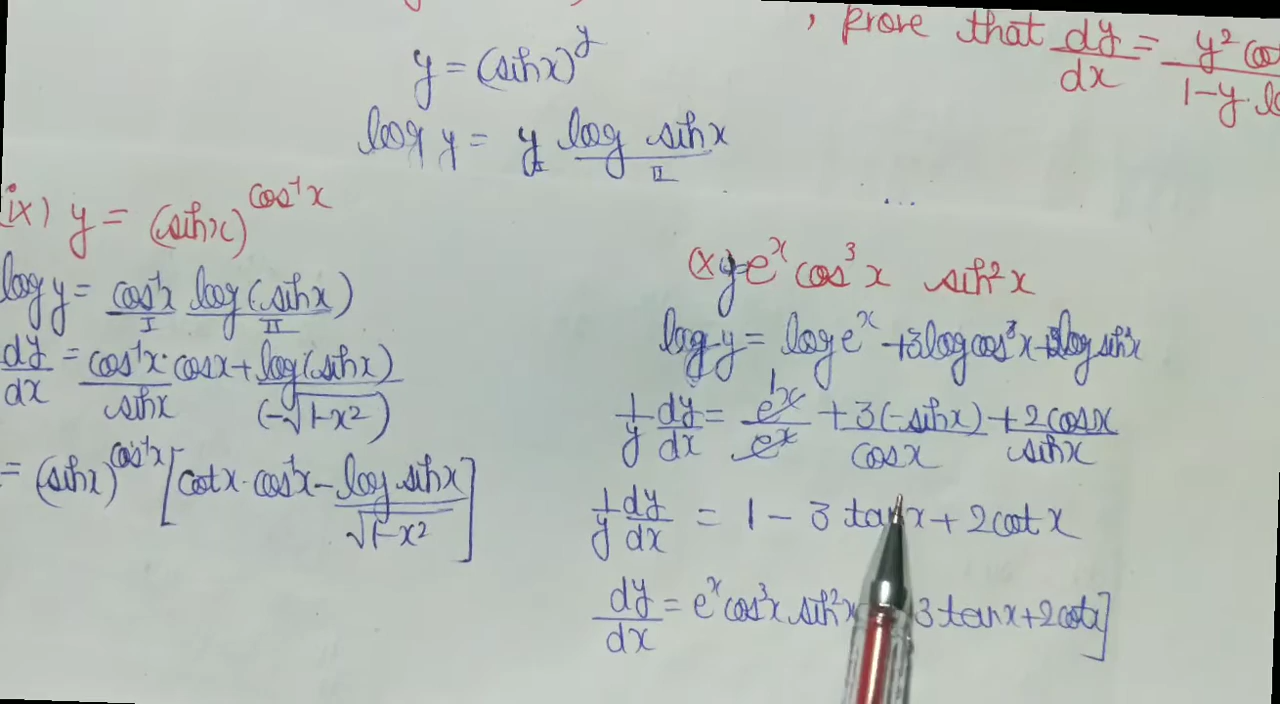 , prove that dy/dx = y² cos / 1-y. lo
y = (sin x)^y
log y = y log sin x
I II
...
(ix) y = (sin x)^cos⁻¹x
log y = cos⁻¹x log (sin x)
I II
dy/dx = cos⁻¹x · cos x / sin x + log (sin x) / (-√1-x²)
= (sin x)^cos⁻¹x [cot x · cos⁻¹x - log sin x / √1-x²]
(x y = e^x cos³x sin²x
log y = log e^x + 3 log cos³x log sin x
1/y dy/dx = e^x / e^x 1 + 3(-sin x) / cos x + 2 cos x / sin x
1/y dy/dx = 1 - 3 tan x + 2 cot x
dy/dx = e^x cos³x sin²x 3 tan x + 2 cot x]